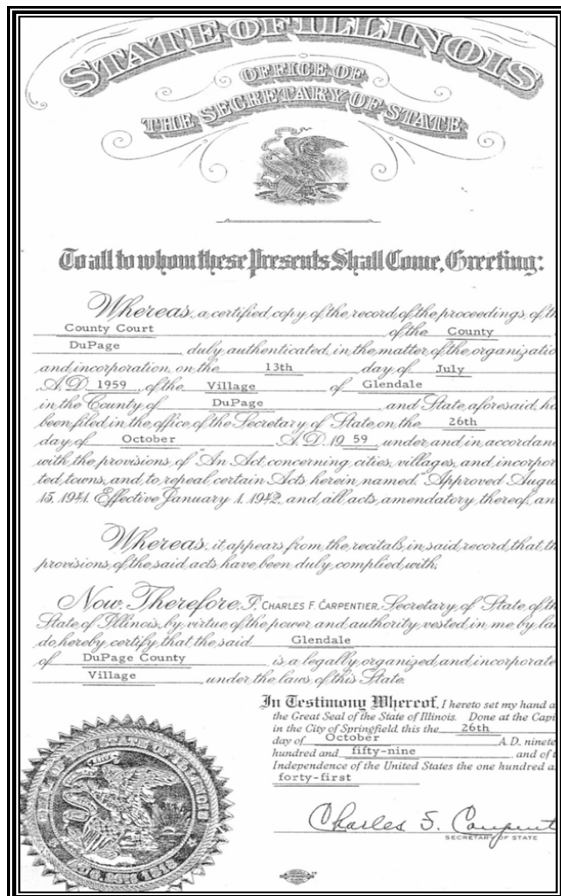 STATE OF ILLINOIS
OFFICE OF
THE SECRETARY OF STATE
To all to whom these Presents Shall Come, Greeting:
Whereas, a certified copy of the record of the proceedings of th
County Court of the County
DuPage duly authenticated, in the matter of the organizatio
and incorporation, on the 13th day of July
A.D. 1959, of the Village of Glendale
in the County of DuPage and State aforesaid, ha
been filed in the office of the Secretary of State, on the 26th
day of October A.D. 19 59 under and in accordan
with the provisions of "An Act concerning cities, villages, and incorpor
ted towns, and to repeal certain Acts herein named." Approved Augu
15, 1941. Effective January 1, 1942, and all acts amendatory thereof, an
Whereas, it appears from the recitals in said record, that th
provisions of the said acts have been duly complied with,
Now Therefore, I, CHARLES F. CARPENTIER, Secretary of State of th
State of Illinois, by virtue of the power and authority vested in me by la
do hereby certify that the said Glendale
of DuPage County is a legally organized and incorporate
Village under the laws of this State.
In Testimony Whereof, I hereto set my hand a
the Great Seal of the State of Illinois. Done at the Capi
in the City of Springfield this the 26th
day of October A.D. ninete
hundred and fifty-nine and of t
Independence of the United States the one hundred a
forty-first
Charles F. Carpent
SECRETARY OF STATE